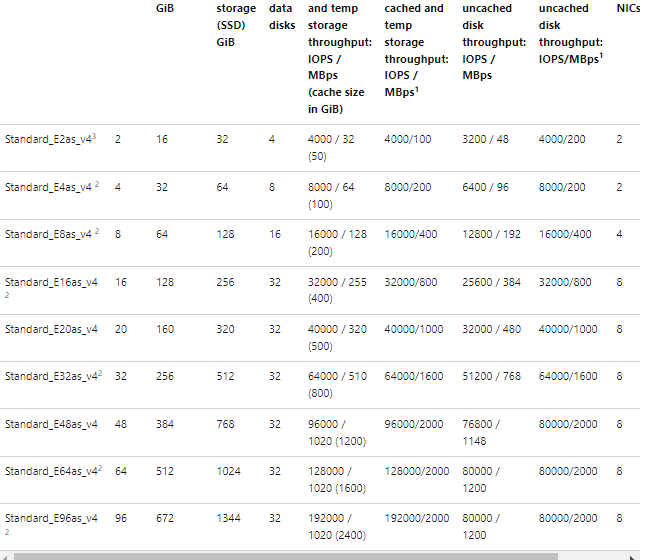 GiB storage (SSD) GiB data disks and temp storage throughput: IOPS / MBps (cache size in GiB) cached and temp storage throughput: IOPS / MBps1 uncached disk throughput: IOPS / MBps uncached disk throughput: IOPS/MBps1 NICs
Standard_E2as_v43 2 16 32 4 4000 / 32 (50) 4000/100 3200 / 48 4000/200 2
Standard_E4as_v4 2 4 32 64 8 8000 / 64 (100) 8000/200 6400 / 96 8000/200 2
Standard_E8as_v4 2 8 64 128 16 16000 / 128 (200) 16000/400 12800 / 192 16000/400 4
Standard_E16as_v4 2 16 128 256 32 32000 / 255 (400) 32000/800 25600 / 384 32000/800 8
Standard_E20as_v4 20 160 320 32 40000 / 320 (500) 40000/1000 32000 / 480 40000/1000 8
Standard_E32as_v42 32 256 512 32 64000 / 510 (800) 64000/1600 51200 / 768 64000/1600 8
Standard_E48as_v4 48 384 768 32 96000 / 1020 (1200) 96000/2000 76800 / 1148 80000/2000 8
Standard_E64as_v42 64 512 1024 32 128000 / 1020 (1600) 128000/2000 80000 / 1200 80000/2000 8
Standard_E96as_v4 2 96 672 1344 32 192000 / 1020 (2400) 192000/2000 80000 / 1200 80000/2000 8